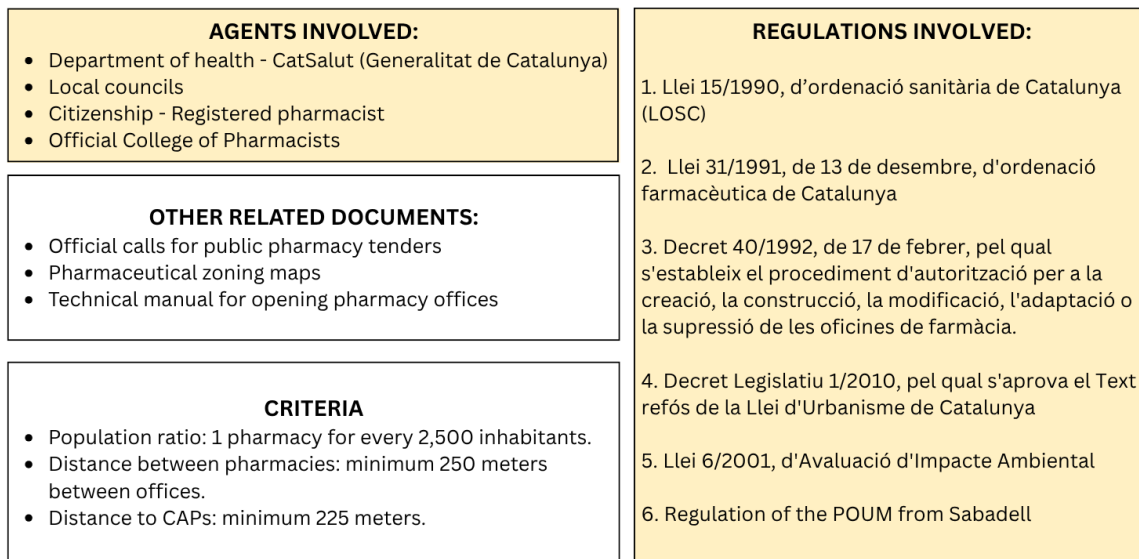 AGENTS INVOLVED:
• Department of health - CatSalut (Generalitat de Catalunya)
• Local councils
• Citizenship - Registered pharmacist
• Official College of Pharmacists
OTHER RELATED DOCUMENTS:
• Official calls for public pharmacy tenders
• Pharmaceutical zoning maps
• Technical manual for opening pharmacy offices
CRITERIA
• Population ratio: 1 pharmacy for every 2,500 inhabitants.
• Distance between pharmacies: minimum 250 meters
between offices.
• Distance to CAPs: minimum 225 meters.
REGULATIONS INVOLVED:
1. Llei 15/1990, d’ordenació sanitària de Catalunya
(LOSC)
2. Llei 31/1991, de 13 de desembre, d'ordenació
farmacèutica de Catalunya
3. Decret 40/1992, de 17 de febrer, pel qual
s'estableix el procediment d'autorització per a la
creació, la construcció, la modificació, l'adaptació o
la supressió de les oficines de farmàcia.
4. Decret Legislatiu 1/2010, pel qual s'aprova el Text
refós de la Llei d'Urbanisme de Catalunya
5. Llei 6/2001, d'Avaluació d'Impacte Ambiental
6. Regulation of the POUM from Sabadell